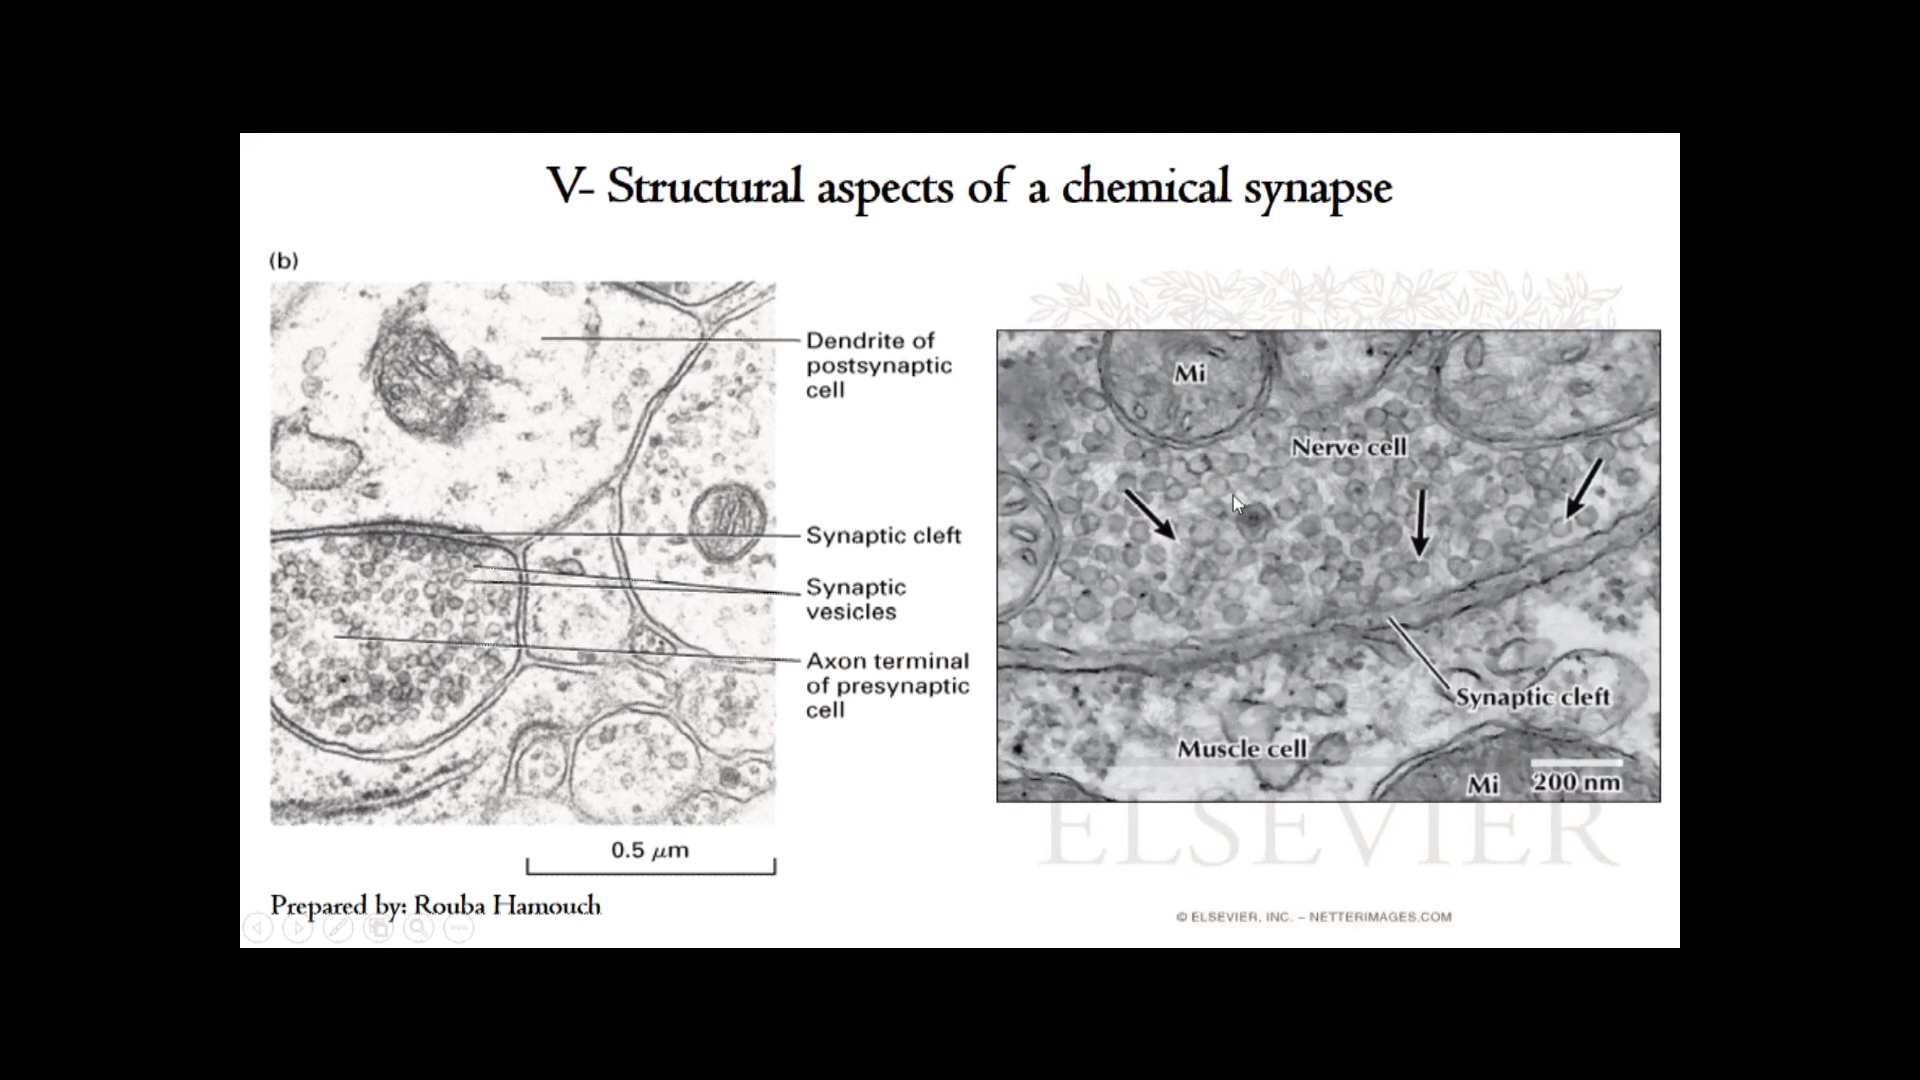 V- Structural aspects of a chemical synapse
(b)
Dendrite of
postsynaptic
cell
Synaptic cleft
Synaptic
vesicles
Axon terminal
of presynaptic
cell
0.5 μm
Mi
Nerve cell
Synaptic cleft
Muscle cell
Mi
200 nm
ELSEVIER
Prepared by: Rouba Hamouch
© ELSEVIER, INC. – NETTERIMAGES.COM